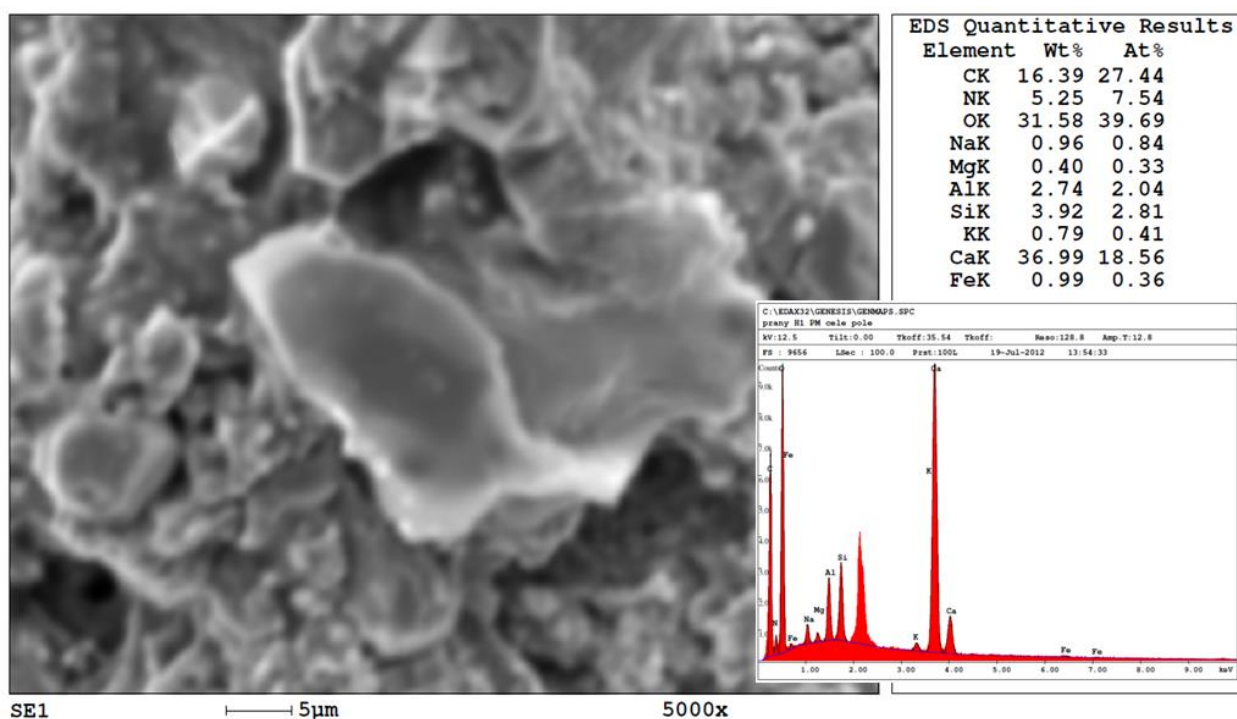 EDS Quantitative Results
Element Wt% At%
CK 16.39 27.44
NK 5.25 7.54
OK 31.58 39.69
NaK 0.96 0.84
MgK 0.40 0.33
AlK 2.74 2.04
SiK 3.92 2.81
KK 0.79 0.41
CaK 36.99 18.56
FeK 0.99 0.36
C:\EDAX32\GENESIS\GENMAPS.SPC
prany H1 PM cele pole
kV:12.5 Tilt:0.00 Tkoff:35.54 Tkoff: Reso:128.8 Amp.T:12.8
FS : 9656 LSec : 100.0 Prst:100L 19-Jul-2012 13:54:33
O Ca
Fe
C K
Si
Al
Ca
Mg
Na
N
Fe K Fe Fe
1.00 2.00 3.00 4.00 5.00 6.00 7.00 8.00 9.00 keV
SE1 5µm 5000x